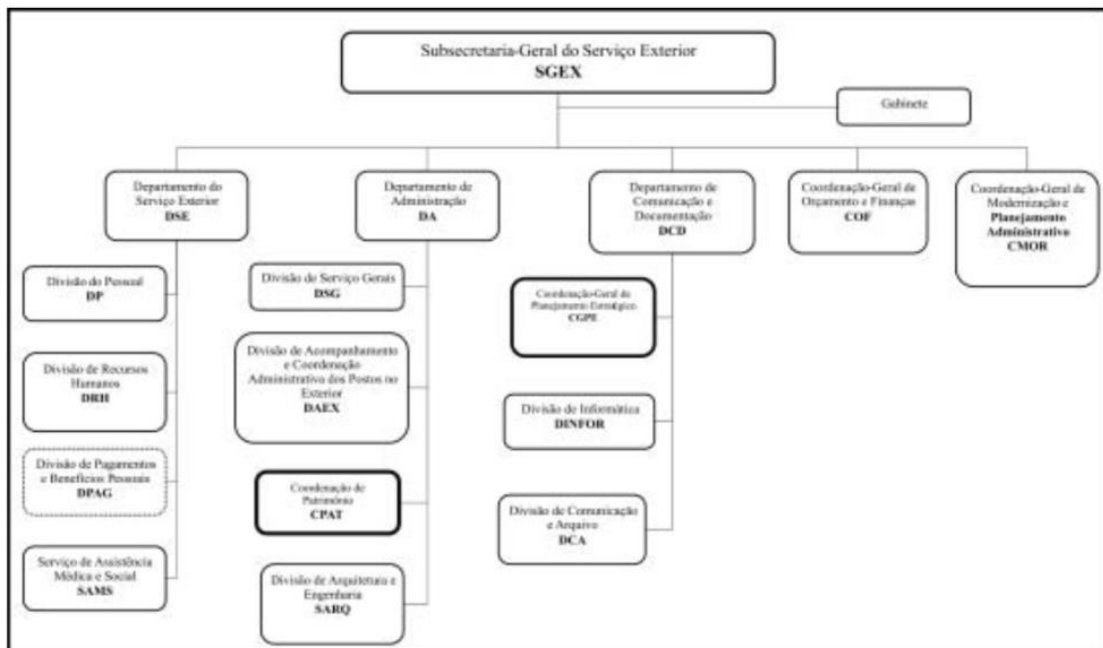 Subsecretaria-Geral do Serviço Exterior
SGEX
Gabinete
Departamento do
Serviço Exterior
DSE
Departamento de
Administração
DA
Departamento de
Comunicação e
Documentação
DCD
Coordenação-Geral de
Orçamento e Finanças
COF
Coordenação-Geral de
Modernização e
Planejamento
Administrativo
CMOR
Divisão do Pessoal
DP
Divisão de Recursos
Humanos
DRH
Divisão de Pagamentos
e Benefícios Pessoais
DPAG
Serviço de Assistência
Médica e Social
SAMS
Divisão de Serviço Gerais
DSG
Divisão de Acompanhamento
e Coordenação
Administrativa dos Postos no
Exterior
DAEX
Coordenação de
Patrimônio
CPAT
Divisão de Arquitetura e
Engenharia
SARQ
Coordenação-Geral de
Planejamento Estratégico
CGPE
Divisão de Informática
DINFOR
Divisão de Comunicação
e Arquivo
DCA